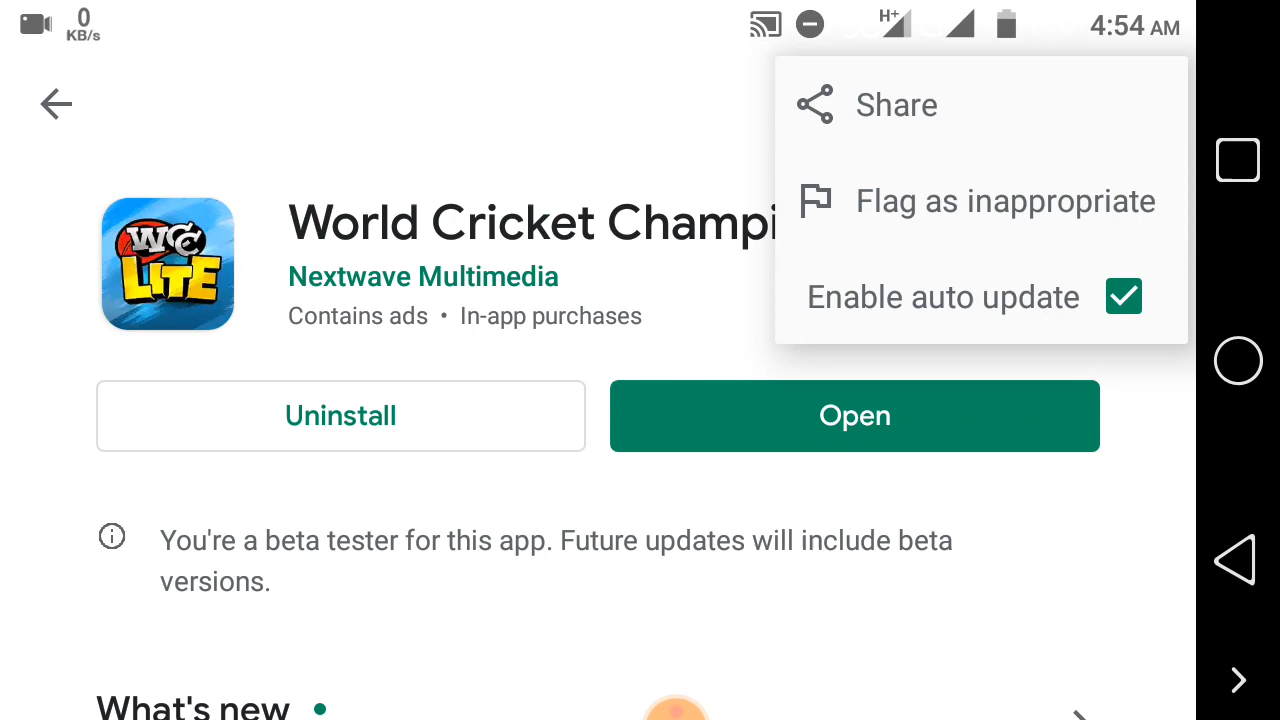 0
KB/s
H+
4:54 AM
Share
Flag as inappropriate
Enable auto update
WCC
LITE
World Cricket Champi
Nextwave Multimedia
Contains ads • In-app purchases
Uninstall
Open
You're a beta tester for this app. Future updates will include beta
versions.
What's new